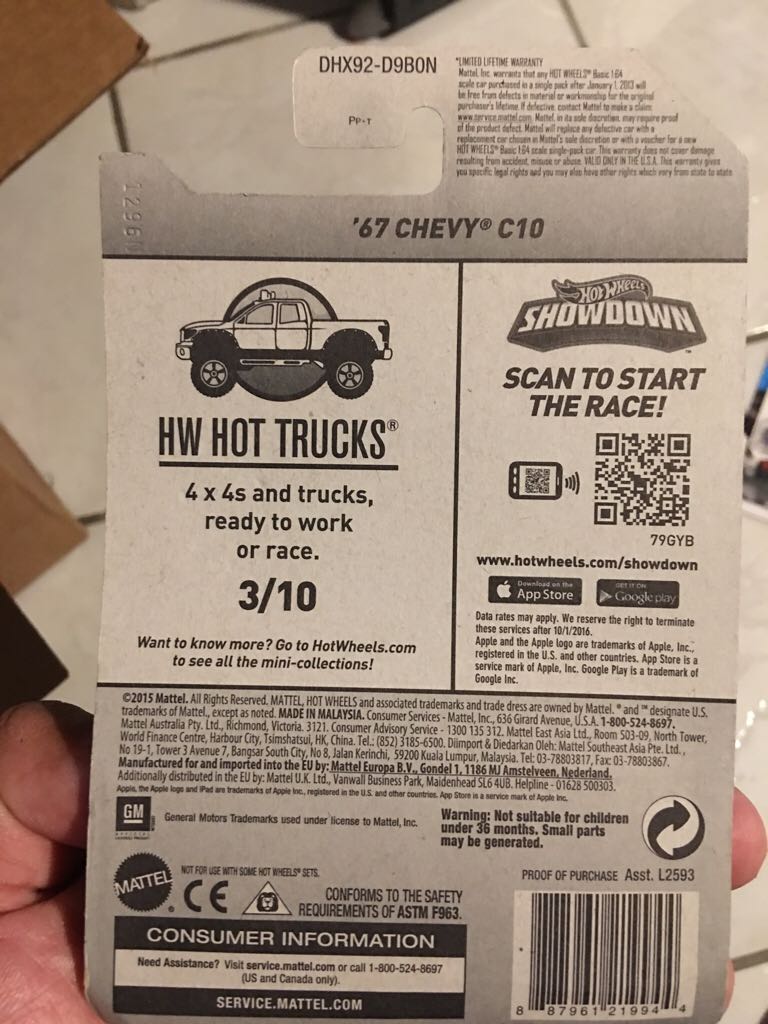 DHX92-D9B0N
PP-T
*LIMITED LIFETIME WARRANTY
Mattel, Inc. warrants that any HOT WHEELS® Basic 1:64
scale car purchased in a single pack after January 1, 2013 will
be free from defects in material or workmanship for the original
purchaser's lifetime. If defective, contact Mattel to make a claim:
www.service.mattel.com. Mattel, in its sole discretion, may require proof
of the product defect. Mattel will replace any defective car with a
replacement car chosen in Mattel's sole discretion or with a voucher for a new
HOT WHEELS® Basic 1:64 scale single-pack car. This warranty does not cover damage
resulting from accident, misuse or abuse. VALID ONLY IN THE U.S.A. This warranty gives
you specific legal rights and you may also have other rights which vary from state to state
'67 CHEVY® C10
HW HOT TRUCKS®
4 x 4s and trucks,
ready to work
or race.
3/10
Want to know more? Go to HotWheels.com
to see all the mini-collections!
HOT WHEELS
SHOWDOWN™
SCAN TO START
THE RACE!
79GYB
www.hotwheels.com/showdown
Download on the
App Store
GET IT ON
Google play
Data rates may apply. We reserve the right to terminate
these services after 10/1/2016.
Apple and the Apple logo are trademarks of Apple, Inc.,
registered in the U.S. and other countries. App Store is a
service mark of Apple, Inc. Google Play is a trademark of
Google Inc.
©2015 Mattel. All Rights Reserved. MATTEL, HOT WHEELS and associated trademarks and trade dress are owned by Mattel. ® and ™ designate U.S.
trademarks of Mattel, except as noted. MADE IN MALAYSIA. Consumer Services - Mattel, Inc., 636 Girard Avenue, U.S.A. 1-800-524-8697.
Mattel Australia Pty. Ltd., Richmond, Victoria. 3121. Consumer Advisory Service - 1300 135 312. Mattel East Asia Ltd., Room 503-09, North Tower,
World Finance Centre, Harbour City, Tsimshatsui, HK, China. Tel.: (852) 3185-6500. Diimport & Diedarkan Oleh: Mattel Southeast Asia Pte. Ltd.,
No 19-1, Tower 3 Avenue 7, Bangsar South City, No 8, Jalan Kerinchi, 59200 Kuala Lumpur, Malaysia. Tel: 03-78803817, Fax: 03-78803867.
Manufactured for and imported into the EU by: Mattel Europa B.V., Gondel 1, 1186 MJ Amstelveen, Nederland.
Additionally distributed in the EU by: Mattel U.K. Ltd., Vanwall Business Park, Maidenhead SL6 4UB. Helpline - 01628 500303.
Apple, the Apple logo and iPad are trademarks of Apple Inc., registered in the U.S. and other countries. App Store is a service mark of Apple Inc.
GM
General Motors Trademarks used under license to Mattel, Inc.
Warning: Not suitable for children
under 36 months. Small parts
may be generated.
MATTEL®
NOT FOR USE WITH SOME HOT WHEELS® SETS.
CE
CONFORMS TO THE SAFETY
REQUIREMENTS OF ASTM F963.
PROOF OF PURCHASE Asst. L2593
CONSUMER INFORMATION
Need Assistance? Visit service.mattel.com or call 1-800-524-8697
(US and Canada only).
SERVICE.MATTEL.COM
8 87961 21994 4